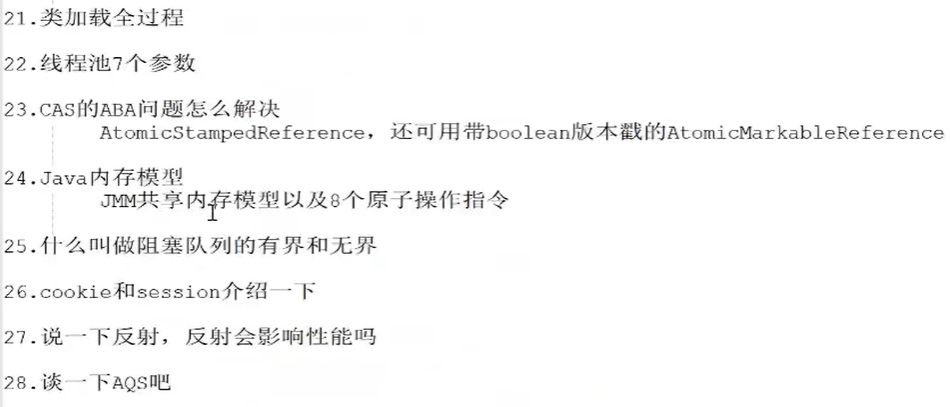 21.类加载全过程
22.线程池7个参数
23.CAS的ABA问题怎么解决
AtomicStampedReference，还可用带boolean版本戳的AtomicMarkableReference
24.Java内存模型
JMM共享内存模型以及8个原子操作指令
25.什么叫做阻塞队列的有界和无界
26.cookie和session介绍一下
27.说一下反射，反射会影响性能吗
28.谈一下AQS吧